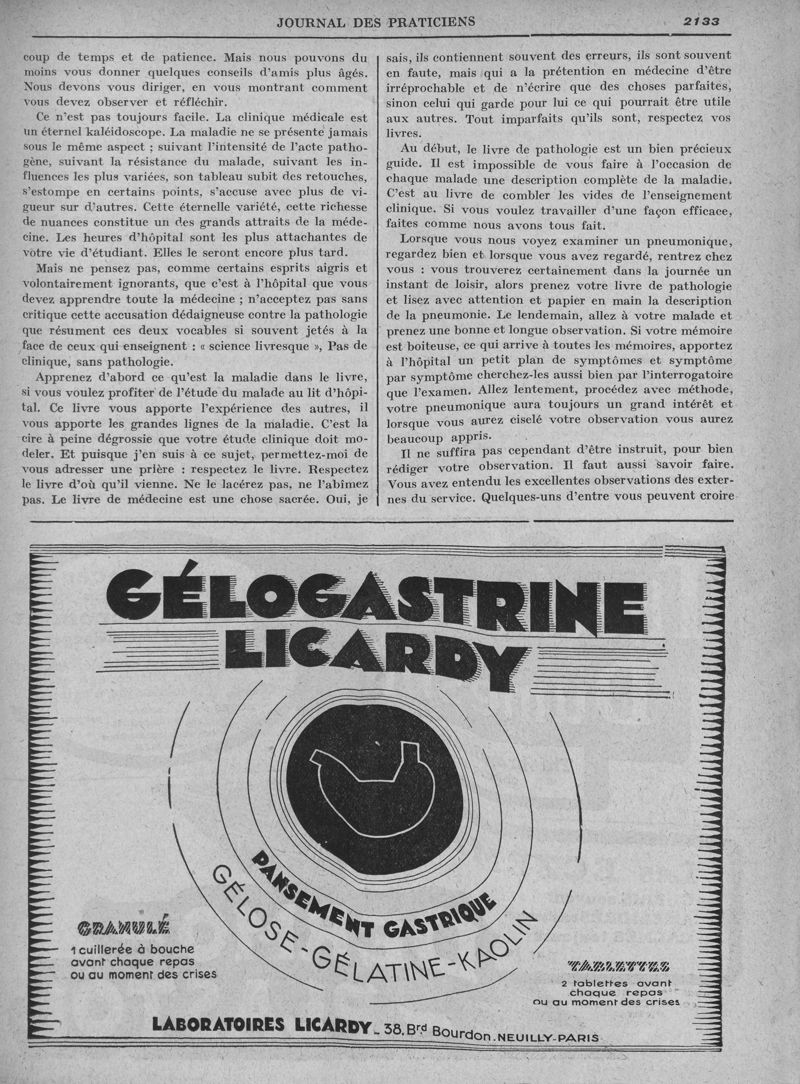 JOURNAL DES PRATICIENS 2133
coup de temps et de patience. Mais nous pouvons du
moins vous donner quelques conseils d'amis plus âgés.
Nous devons vous diriger, en vous montrant comment
vous devez observer et réfléchir.
Ce n'est pas toujours facile. La clinique médicale est
un éternel kaléidoscope. La maladie ne se présente jamais
sous le même aspect ; suivant l'intensité de l'acte patho-
gène, suivant la résistance du malade, suivant les in-
fluences les plus variées, son tableau subit des retouches,
s'estompe en certains points, s'accuse avec plus de vi-
gueur sur d'autres. Cette éternelle variété, cette richesse
de nuances constitue un des grands attraits de la méde-
cine. Les heures d'hôpital sont les plus attachantes de
vôtre vie d'étudiant. Elles le seront encore plus tard.
Mais ne pensez pas, comme certains esprits aigris et
volontairement ignorants, que c'est à l'hôpital que vous
devez apprendre toute la médecine ; n'acceptez pas sans
critique cette accusation dédaigneuse contre la pathologie
que résument ces deux vocables si souvent jetés à la
face de ceux qui enseignent : « science livresque ». Pas de
clinique, sans pathologie.
Apprenez d'abord ce qu'est la maladie dans le livre,
si vous voulez profiter de l'étude du malade au lit d'hôpi-
tal. Ce livre vous apporte l'expérience des autres, il
vous apporte les grandes lignes de la maladie. C'est la
cire à peine dégrossie que votre étude clinique doit mo-
deler. Et puisque j'en suis à ce sujet, permettez-moi de
vous adresser une prière : respectez le livre. Respectez
le livre d'où qu'il vienne. Ne le lacérez pas, ne l'abîmez
pas. Le livre de médecine est une chose sacrée. Oui, je
sais, ils contiennent souvent des erreurs, ils sont souvent
en faute, mais qui a la prétention en médecine d'être
irréprochable et de n'écrire que des choses parfaites,
sinon celui qui garde pour lui ce qui pourrait être utile
aux autres. Tout imparfaits qu'ils sont, respectez vos
livres.
Au début, le livre de pathologie est un bien précieux
guide. Il est impossible de vous faire à l'occasion de
chaque malade une description complète de la maladie.
C'est au livre de combler les vides de l'enseignement
clinique. Si vous voulez travailler d'une façon efficace,
faites comme nous avons tous fait.
Lorsque vous nous voyez examiner un pneumonique,
regardez bien et lorsque vous avez regardé, rentrez chez
vous : vous trouverez certainement dans la journée un
instant de loisir, alors prenez votre livre de pathologie
et lisez avec attention et papier en main la description
de la pneumonie. Le lendemain, allez à votre malade et
prenez une bonne et longue observation. Si votre mémoire
est boiteuse, ce qui arrive à toutes les mémoires, apportez
à l'hôpital un petit plan de symptômes et symptôme
par symptôme cherchez-les aussi bien par l'interrogatoire
que l'examen. Allez lentement, procédez avec méthode,
votre pneumonique aura toujours un grand intérêt et
lorsque vous aurez ciselé votre observation vous aurez
beaucoup appris.
Il ne suffira pas cependant d'être instruit, pour bien
rédiger votre observation. Il faut aussi savoir faire.
Vous avez entendu les excellentes observations des exter-
nes du service. Quelques-uns d'entre vous peuvent croire
GÉLOGASTRINE
LICARDY
PANSEMENT GASTRIQUE
GÉLOSE-GÉLATINE-KAOLIN
GRANULÉ
1 cuillerée à bouche
avant chaque repas
ou au moment des crises
TABLETTES
2 tablettes avant
chaque repas
ou au moment des crises
LABORATOIRES LICARDY_38, Brd Bourdon. NEUILLY-PARIS